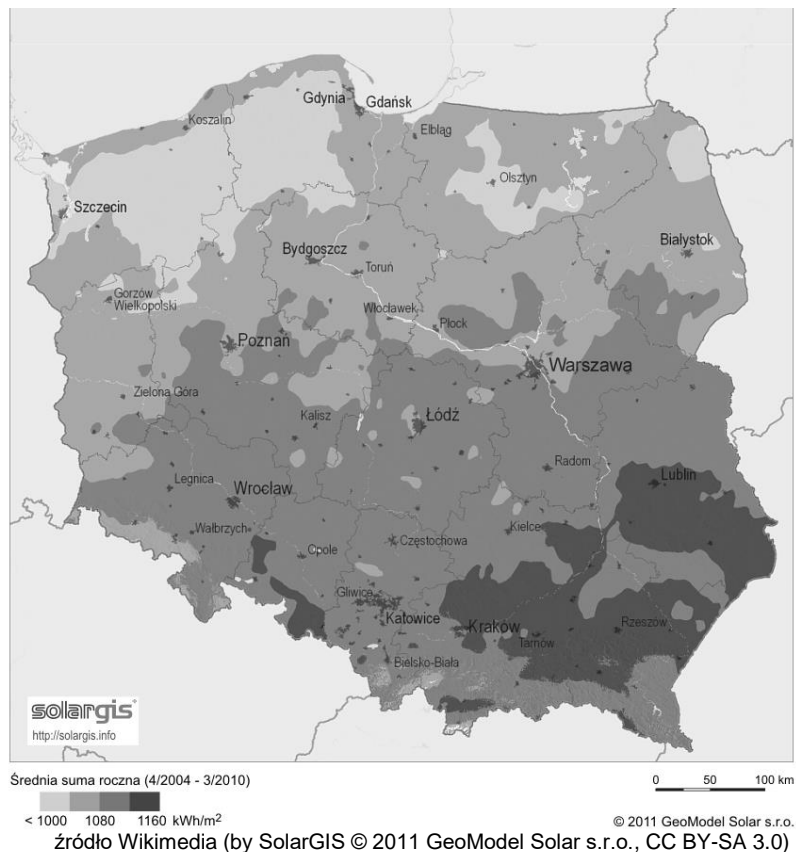 Koszalin
Gdynia
Gdańsk
Elbląg
Olsztyn
Szczecin
Białystok
Bydgoszcz
Toruń
Gorzów
Wielkopolski
Włocławek
Płock
Poznań
Warszawa
Zielona Góra
Kalisz
Łódź
Radom
Lublin
Legnica
Wrocław
Wałbrzych
Opole
Częstochowa
Kielce
Gliwice
Katowice
Kraków
Tarnów
Rzeszów
Bielsko-Biała
solargis
http://solargis.info
Średnia suma roczna (4/2004 - 3/2010)
0 50 100 km
< 1000 1080 1160 kWh/m²
© 2011 GeoModel Solar s.r.o.
źródło Wikimedia (by SolarGIS © 2011 GeoModel Solar s.r.o., CC BY-SA 3.0)